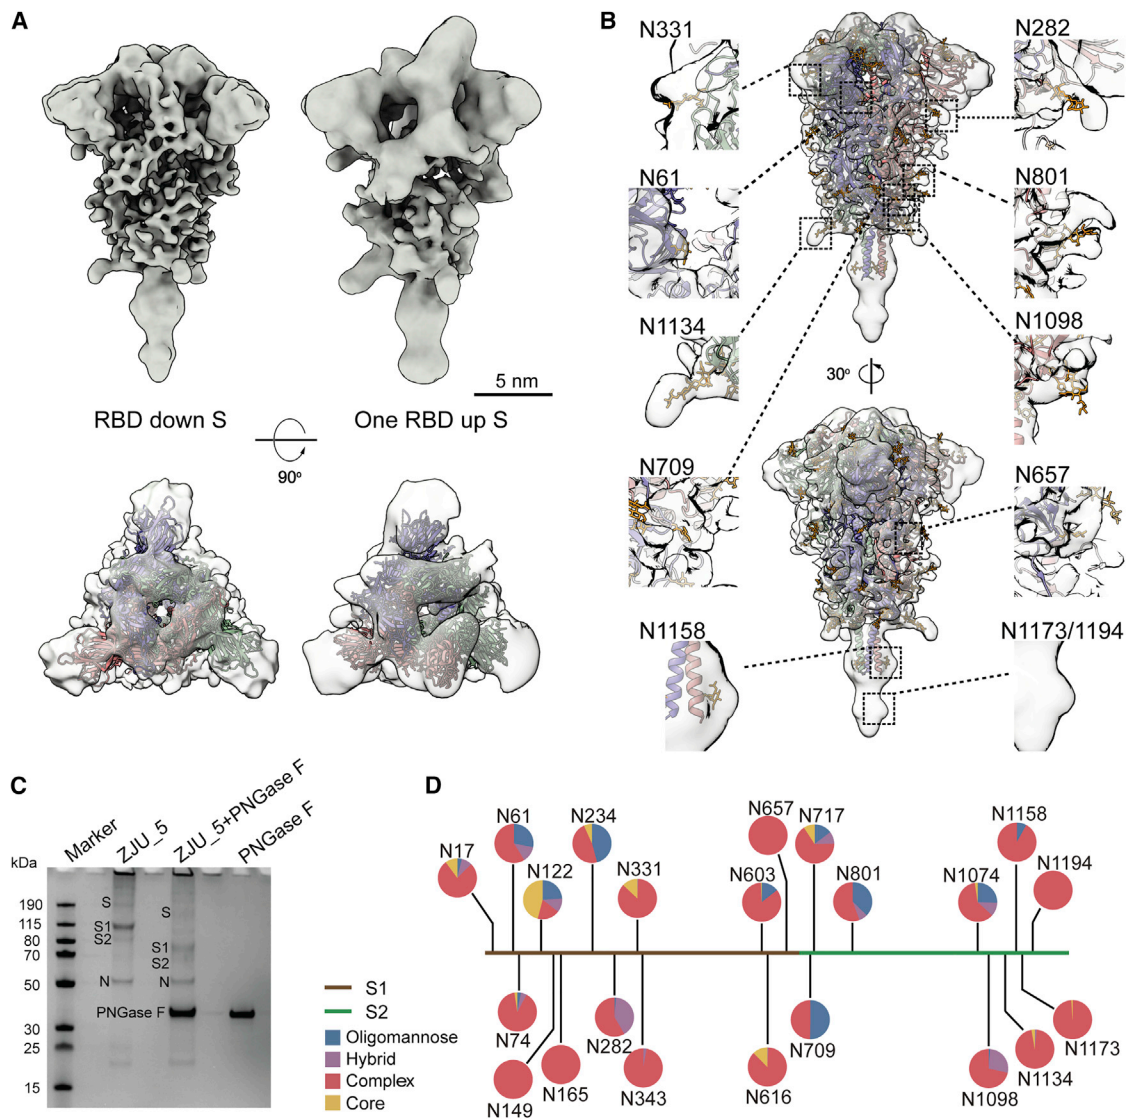 A
RBD down S
One RBD up S
5 nm
90°
B
N331
N61
N1134
N709
N1158
N282
N801
N1098
N657
N1173/1194
30°
C
kDa
Marker
ZJU_5
ZJU_5+PNGase F
PNGase F
190
115
80
70
50
30
25
15
S
S1
S2
N
PNGase F
S
S1
S2
N
D
N17
N61
N122
N234
N331
N603
N657
N717
N801
N1074
N1158
N1194
N74
N149
N165
N282
N343
N616
N709
N1098
N1134
N1173
S1
S2
Oligomannose
Hybrid
Complex
Core